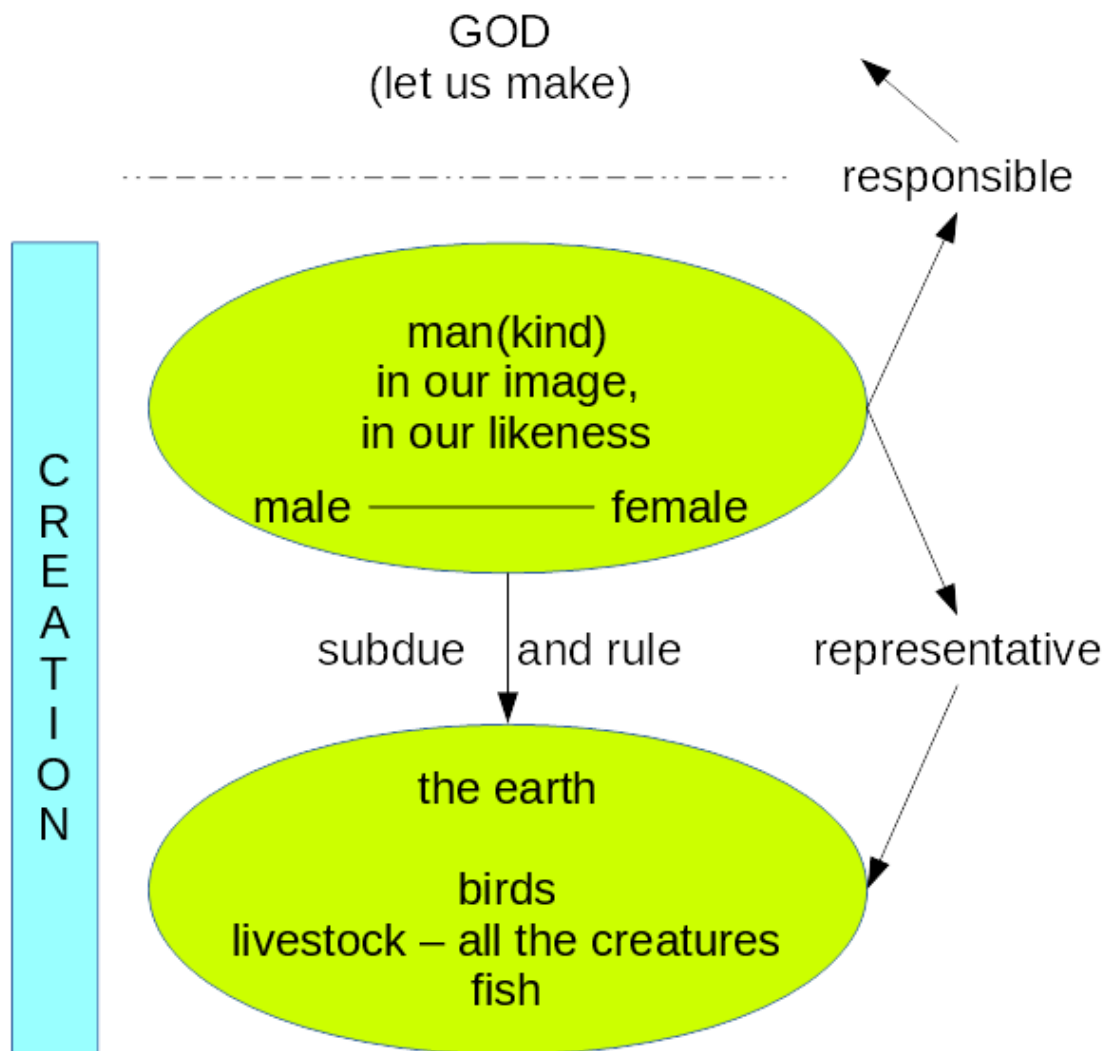 GOD
(let us make)
responsible
CREATION
man(kind)
in our image,
in our likeness
male female
subdue and rule
representative
the earth
birds
livestock – all the creatures
fish